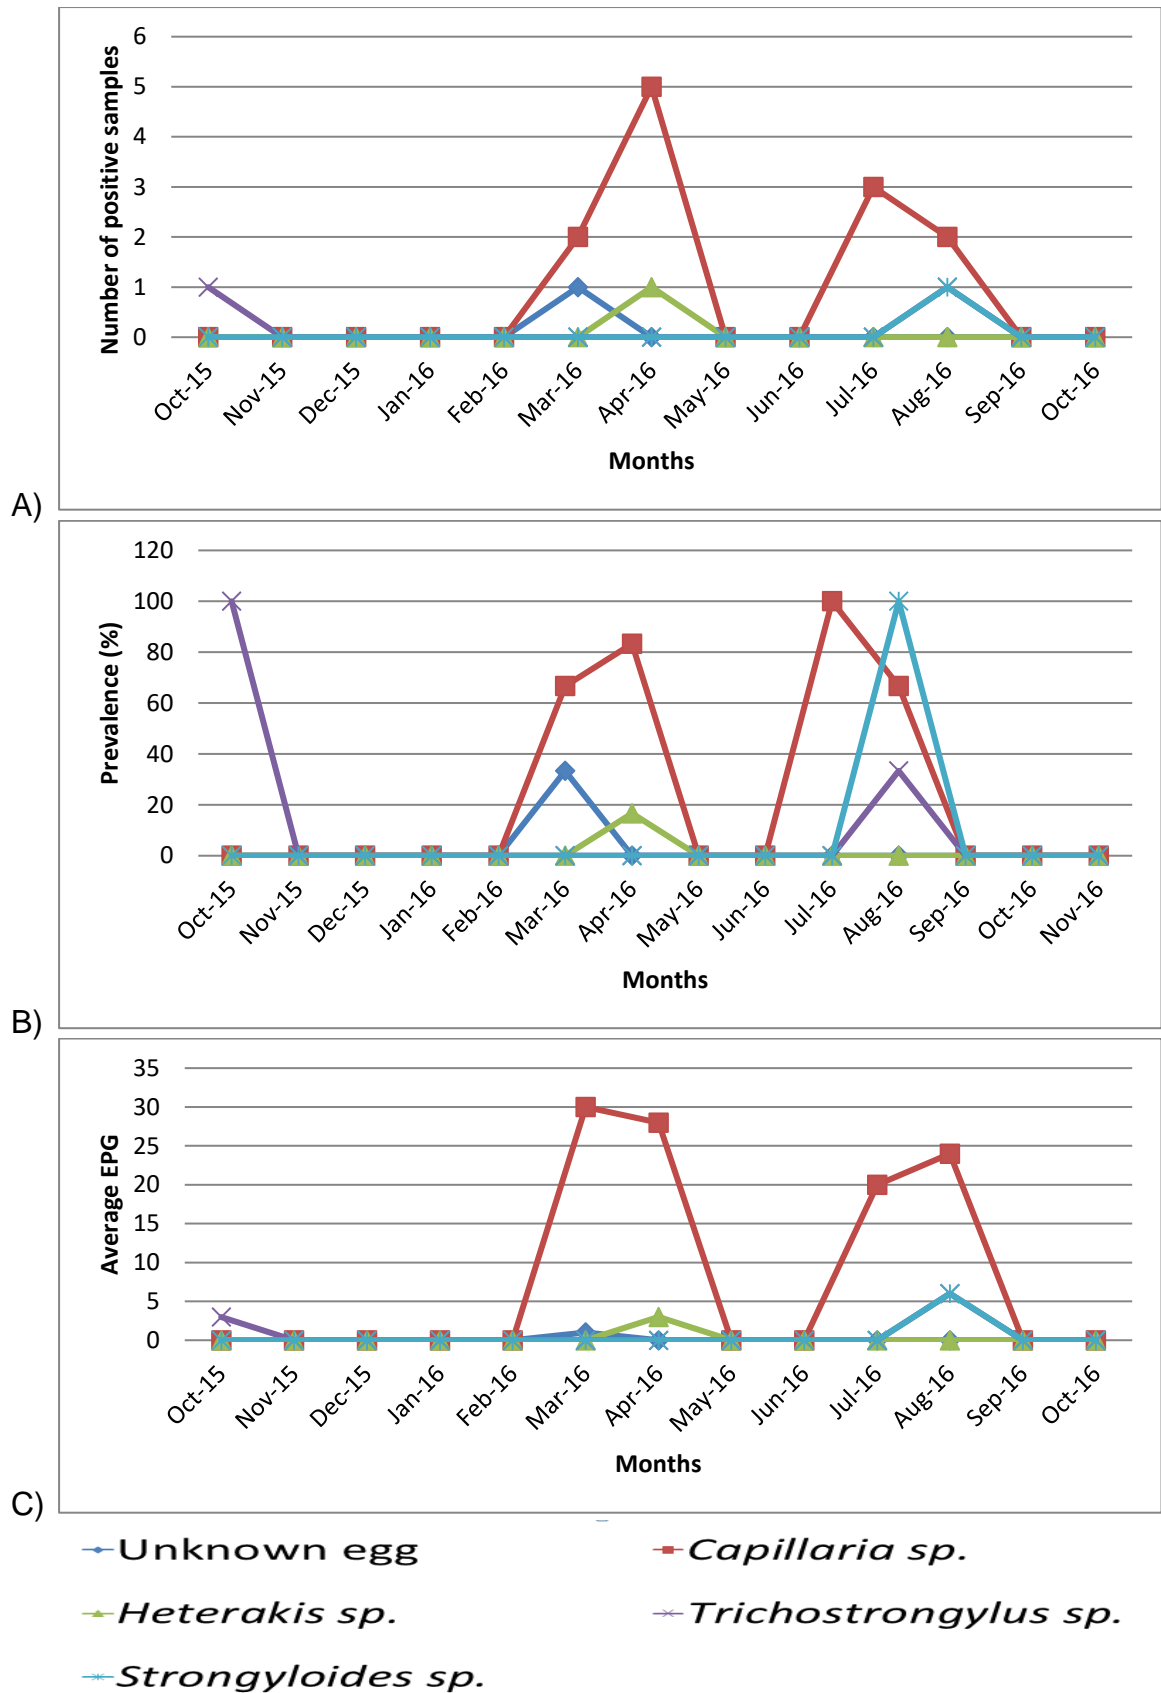 Number of positive samples
6
5
4
3
2
1
0
Oct-15 Nov-15 Dec-15 Jan-16 Feb-16 Mar-16 Apr-16 May-16 Jun-16 Jul-16 Aug-16 Sep-16 Oct-16
Months
A)
Prevalence (%)
120
100
80
60
40
20
0
Oct-15 Nov-15 Dec-15 Jan-16 Feb-16 Mar-16 Apr-16 May-16 Jun-16 Jul-16 Aug-16 Sep-16 Oct-16 Nov-16
Months
B)
Average EPG
35
30
25
20
15
10
5
0
Oct-15 Nov-15 Dec-15 Jan-16 Feb-16 Mar-16 Apr-16 May-16 Jun-16 Jul-16 Aug-16 Sep-16 Oct-16
Months
C)
Unknown egg Capillaria sp.
Heterakis sp. Trichostrongylus sp.
Strongyloides sp.